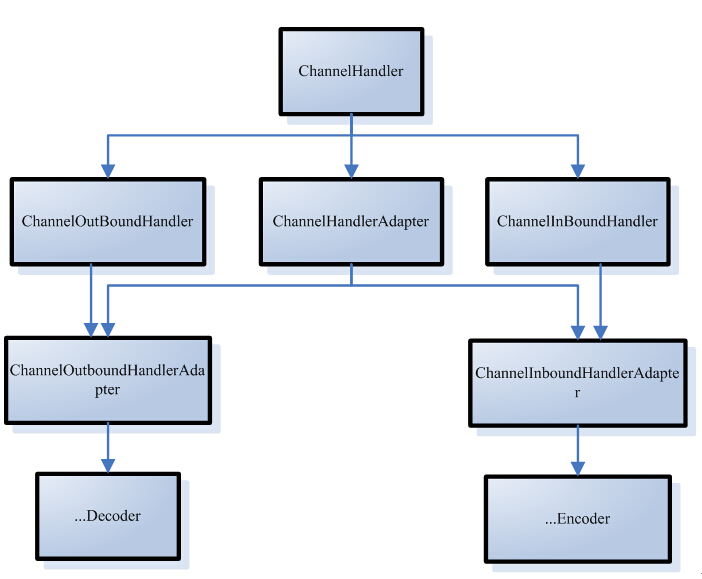 ChannelHandler
ChannelOutBoundHandler
ChannelHandlerAdapter
ChannelInBoundHandler
ChannelOutboundHandlerAda
pter
ChannelInboundHandlerAdapte
r
...Decoder
...Encoder